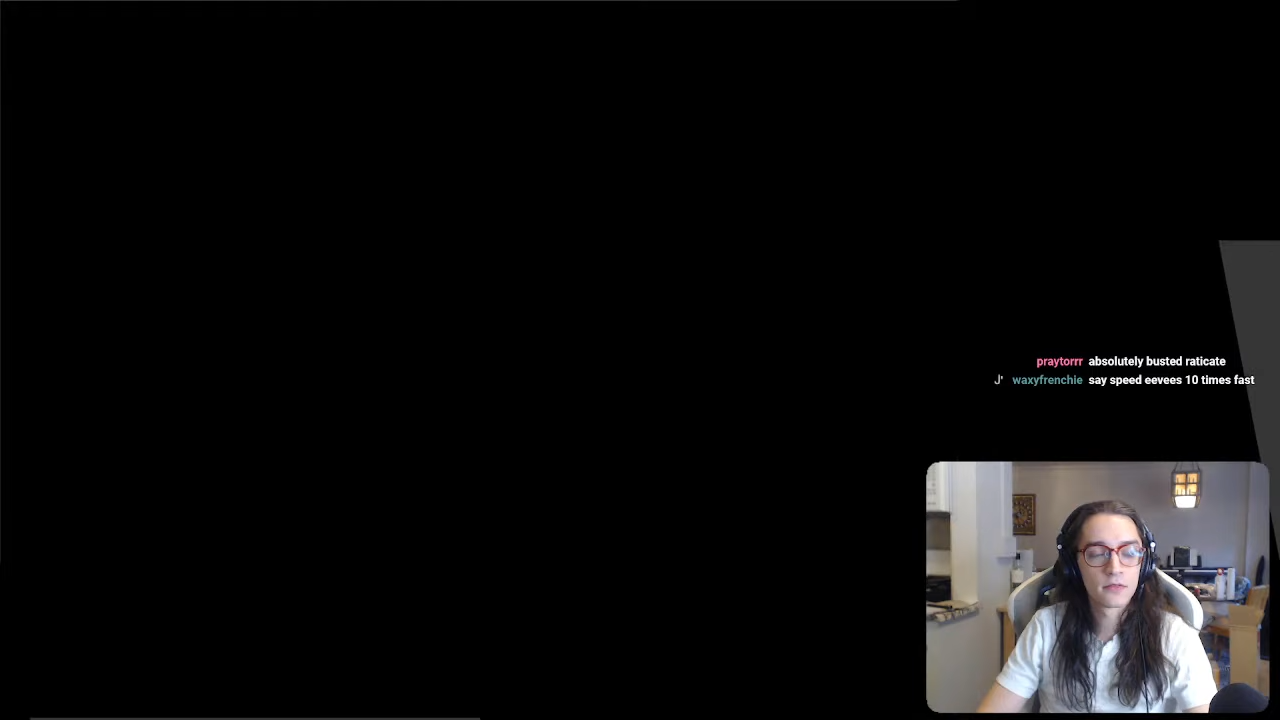 praytorrr absolutely busted raticate
waxyfrenchie say speed eevees 10 times fast